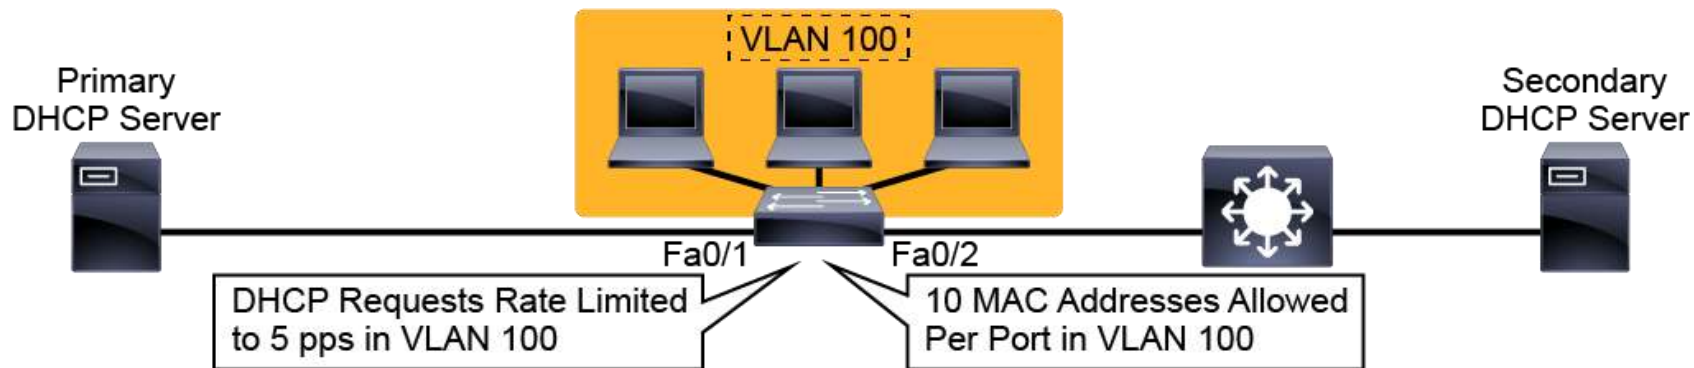 VLAN 100
Primary
DHCP Server
Secondary
DHCP Server
Fa0/1
Fa0/2
DHCP Requests Rate Limited
to 5 pps in VLAN 100
10 MAC Addresses Allowed
Per Port in VLAN 100